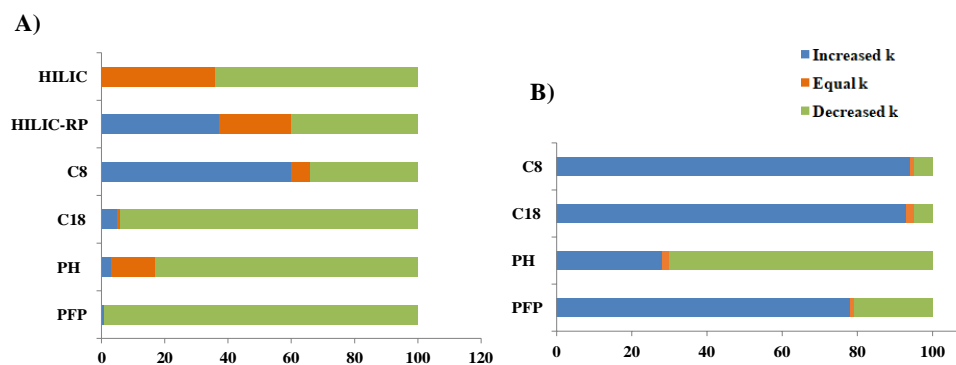 A)
HILIC
HILIC-RP
C8
C18
PH
PFP
0 20 40 60 80 100 120
Increased k
Equal k
Decreased k
B)
C8
C18
PH
PFP
0 20 40 60 80 100